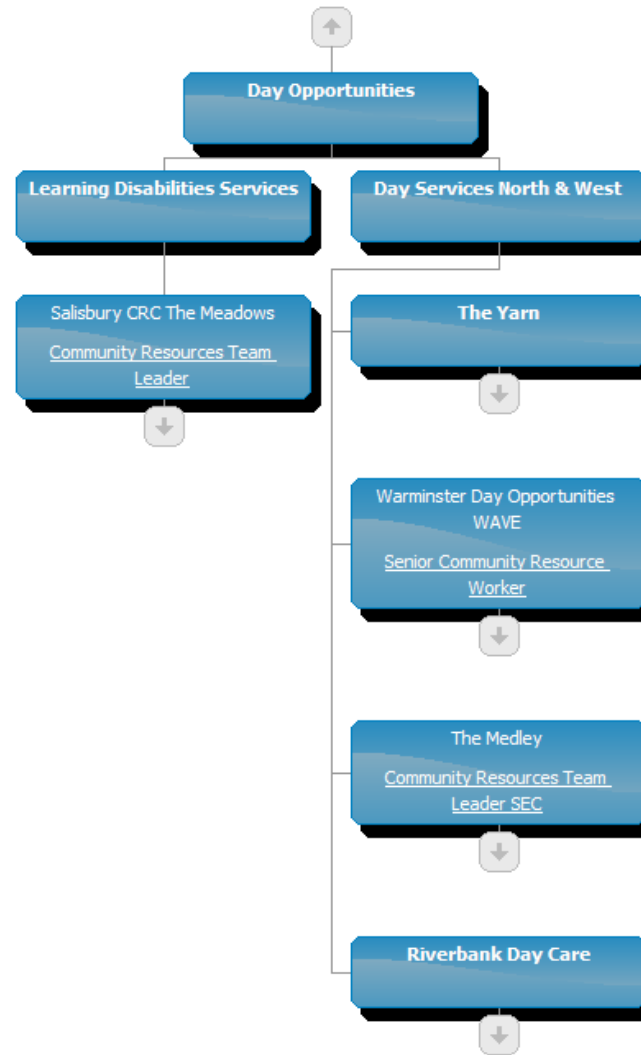 Day Opportunities
Learning Disabilities Services
Day Services North & West
Salisbury CRC The Meadows
Community Resources Team
Leader
The Yarn
Warminster Day Opportunities
WAVE
Senior Community Resource
Worker
The Medley
Community Resources Team
Leader SEC
Riverbank Day Care